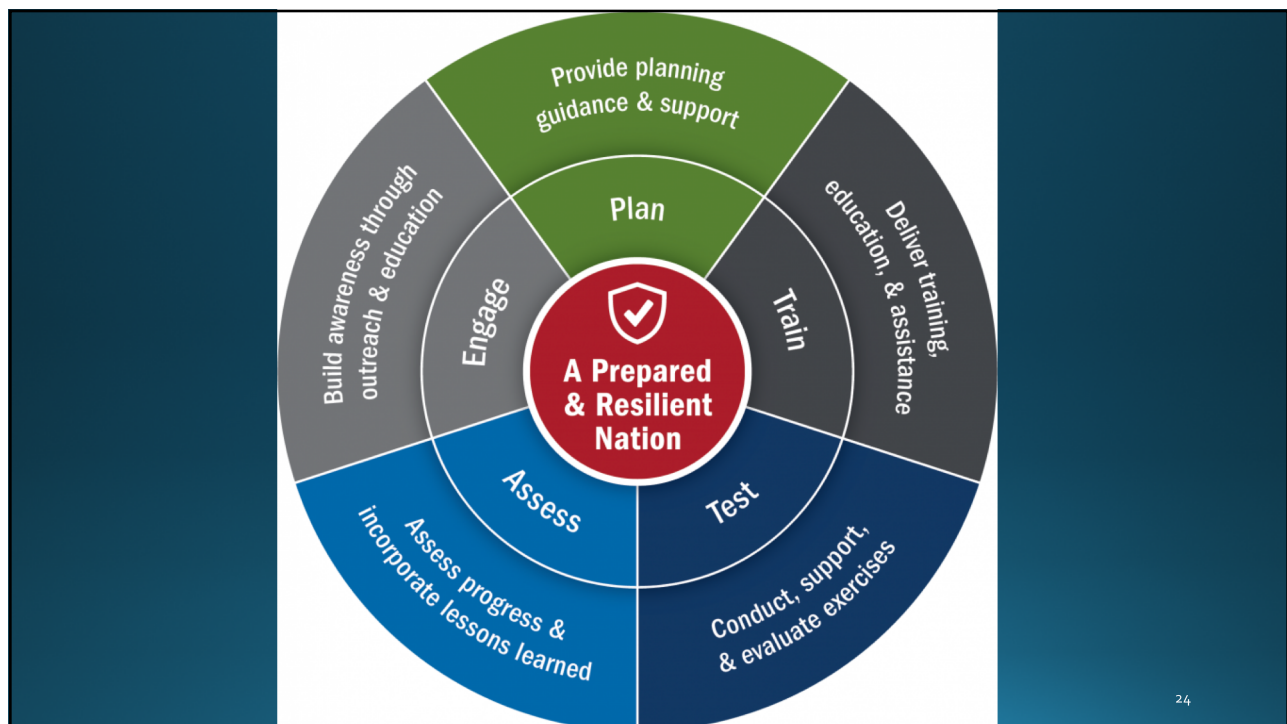 Provide planning
guidance & support
Plan
Deliver training,
education, & assistance
Train
Conduct, support,
& evaluate exercises
Test
Assess progress &
incorporate lessons learned
Assess
Build awareness through
outreach & education
Engage
A Prepared
& Resilient
Nation
24